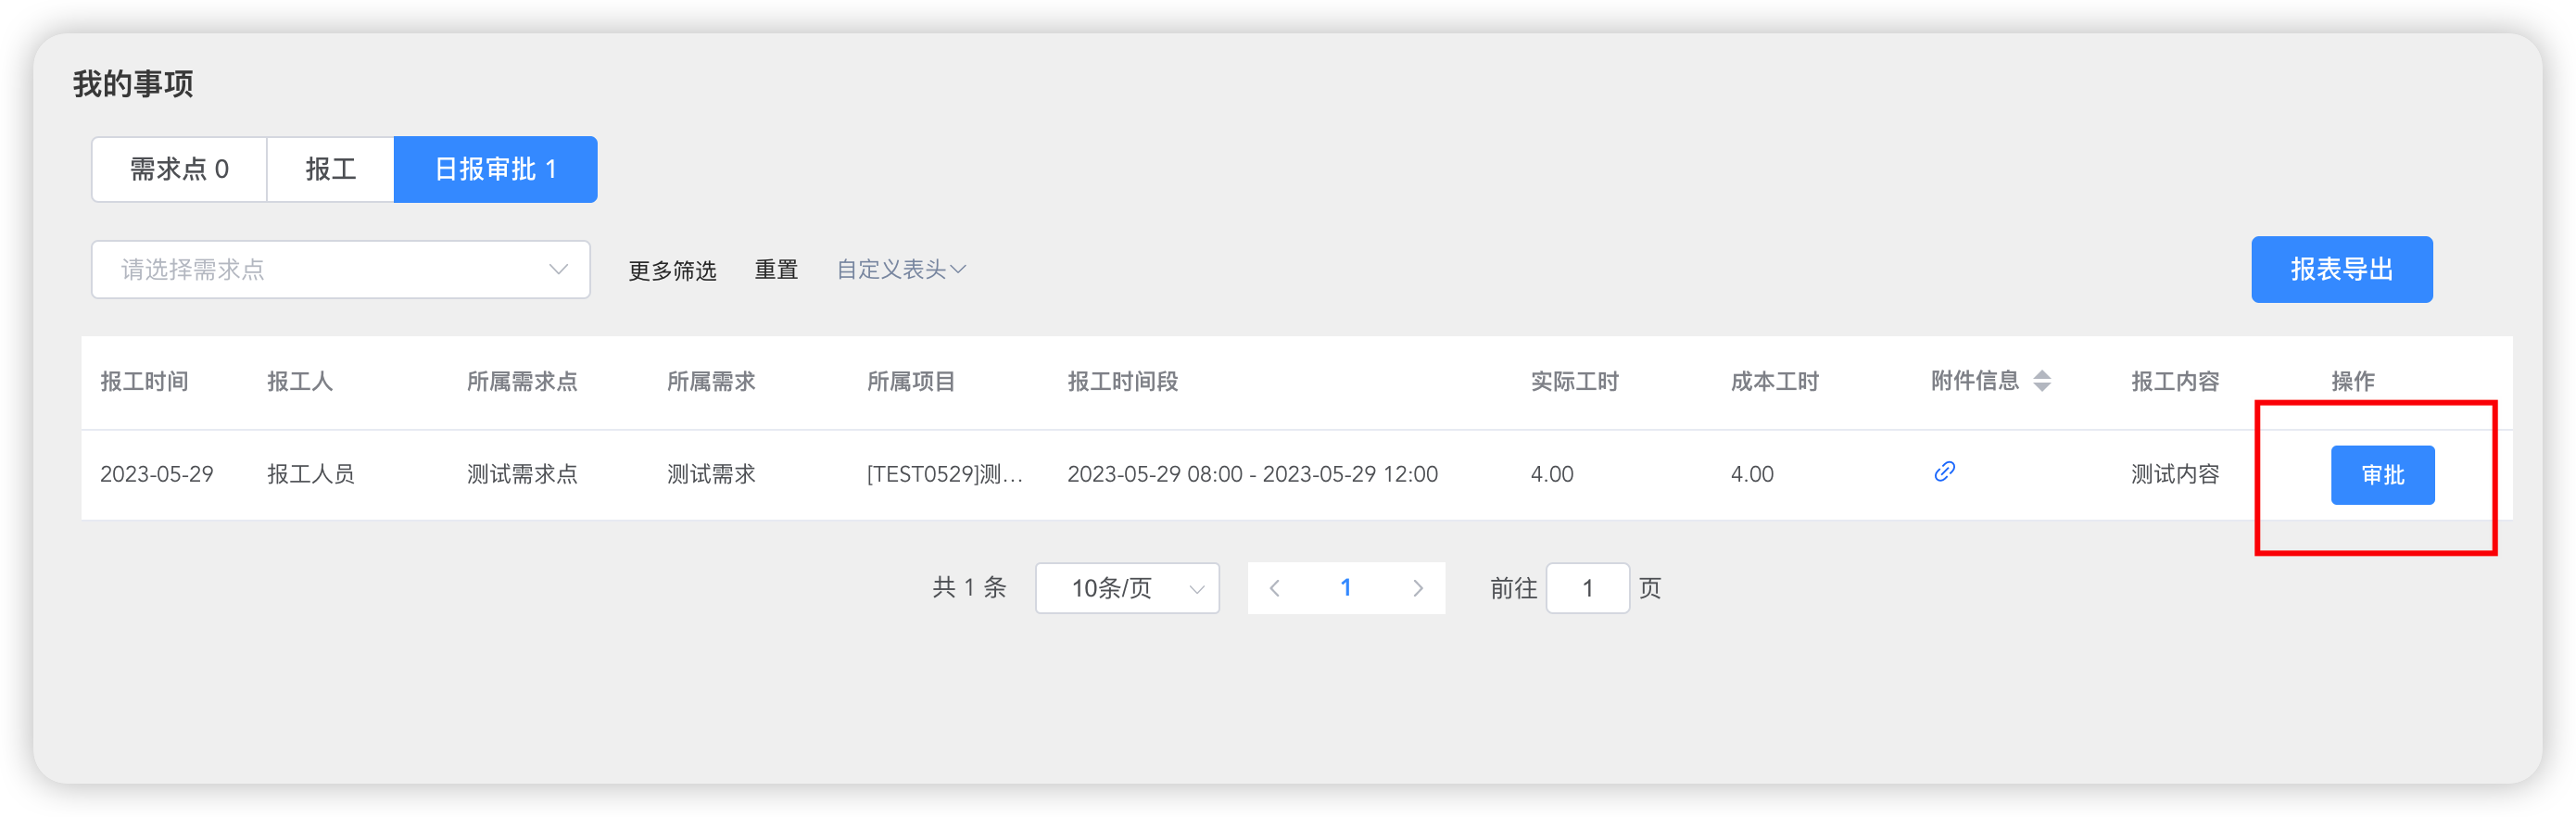 我的事项
需求点 0 报工 日报审批 1
请选择需求点 更多筛选 重置 自定义表头 报表导出
报工时间 报工人 所属需求点 所属需求 所属项目 报工时间段 实际工时 成本工时 附件信息 报工内容 操作
2023-05-29 报工人员 测试需求点 测试需求 [TEST0529]测... 2023-05-29 08:00 - 2023-05-29 12:00 4.00 4.00 测试内容 审批
共 1 条 10条/页 1 前往 1 页